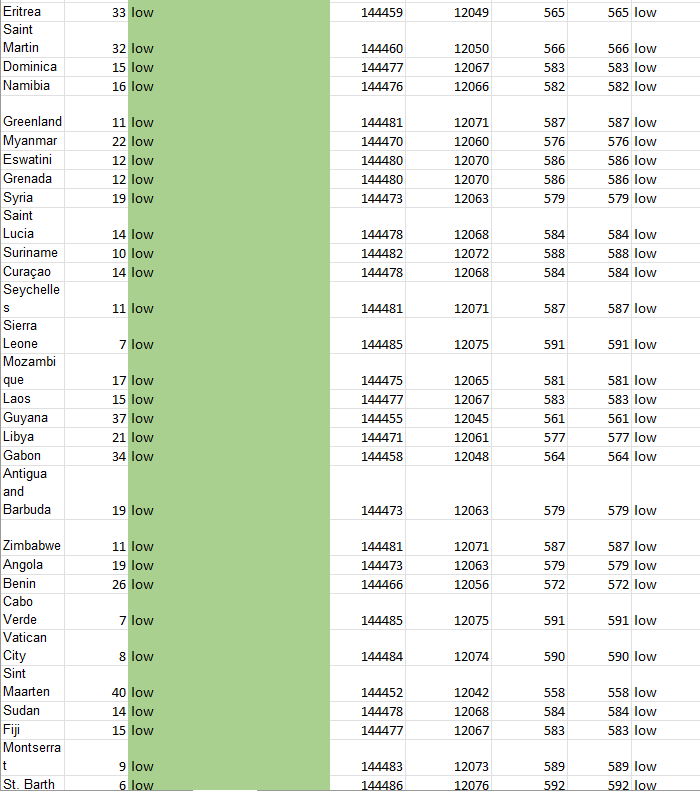 Eritrea 33 low 144459 12049 565 565 low
Saint
Martin 32 low 144460 12050 566 566 low
Dominica 15 low 144477 12067 583 583 low
Namibia 16 low 144476 12066 582 582 low
Greenland 11 low 144481 12071 587 587 low
Myanmar 22 low 144470 12060 576 576 low
Eswatini 12 low 144480 12070 586 586 low
Grenada 12 low 144480 12070 586 586 low
Syria 19 low 144473 12063 579 579 low
Saint
Lucia 14 low 144478 12068 584 584 low
Suriname 10 low 144482 12072 588 588 low
Curaçao 14 low 144478 12068 584 584 low
Seychelle
s 11 low 144481 12071 587 587 low
Sierra
Leone 7 low 144485 12075 591 591 low
Mozambi
que 17 low 144475 12065 581 581 low
Laos 15 low 144477 12067 583 583 low
Guyana 37 low 144455 12045 561 561 low
Libya 21 low 144471 12061 577 577 low
Gabon 34 low 144458 12048 564 564 low
Antigua
and
Barbuda 19 low 144473 12063 579 579 low
Zimbabwe 11 low 144481 12071 587 587 low
Angola 19 low 144473 12063 579 579 low
Benin 26 low 144466 12056 572 572 low
Cabo
Verde 7 low 144485 12075 591 591 low
Vatican
City 8 low 144484 12074 590 590 low
Sint
Maarten 40 low 144452 12042 558 558 low
Sudan 14 low 144478 12068 584 584 low
Fiji 15 low 144477 12067 583 583 low
Montserra
t 9 low 144483 12073 589 589 low
St. Barth 6 low 144486 12076 592 592 low